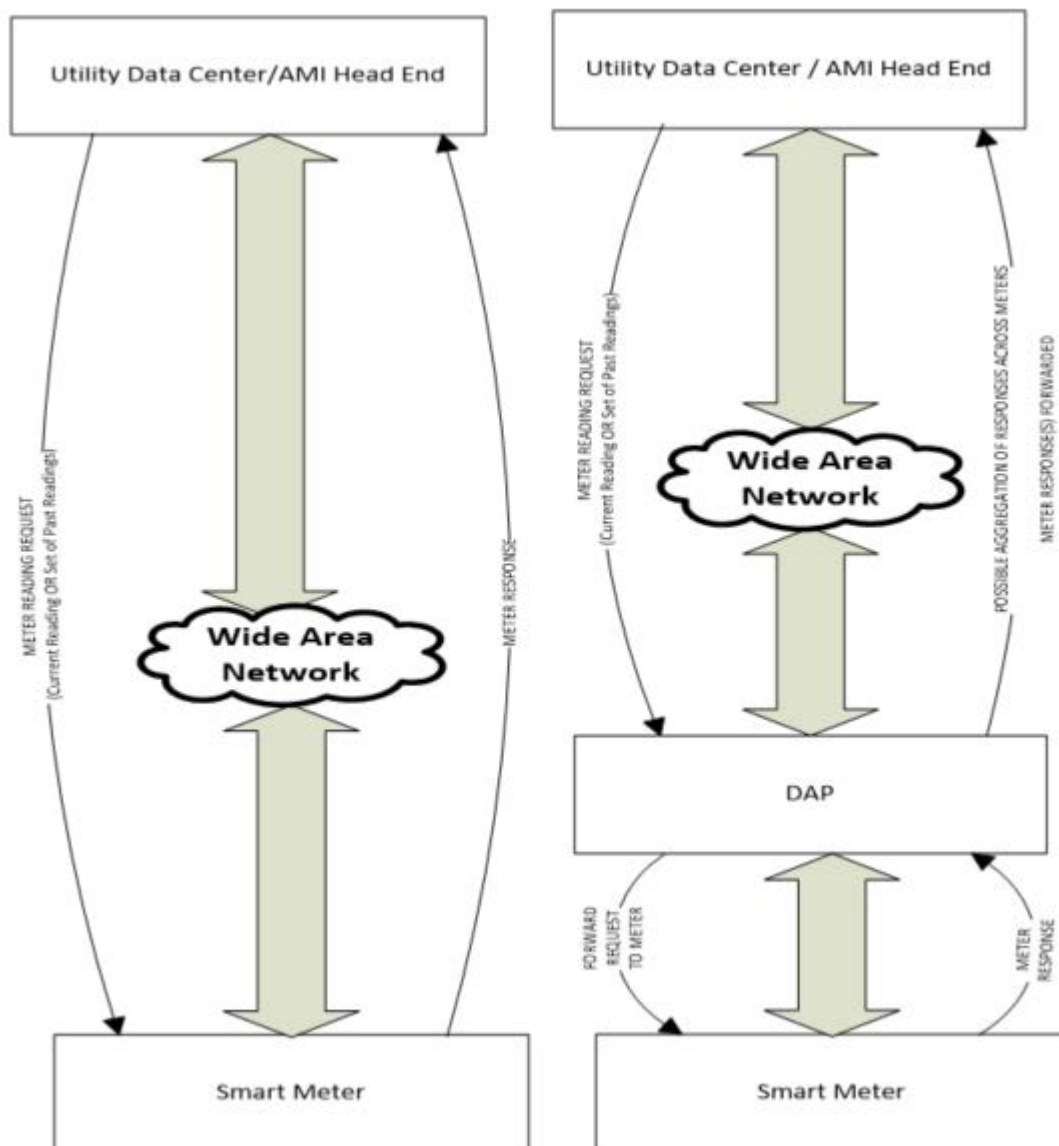 Utility Data Center/AMI Head End
METER READING REQUEST
(Current Reading OR Set of Past Readings)
Wide Area
Network
METER RESPONSE
Smart Meter
Utility Data Center / AMI Head End
METER READING REQUEST
(Current Reading OR Set of Past Readings)
Wide Area
Network
POSSIBLE AGGREGATION OF RESPONSES ACROSS METERS
METER RESPONSE(S) FORWARDED
DAP
FORWARD
REQUEST
TO METER
METER
RESPONSE
Smart Meter